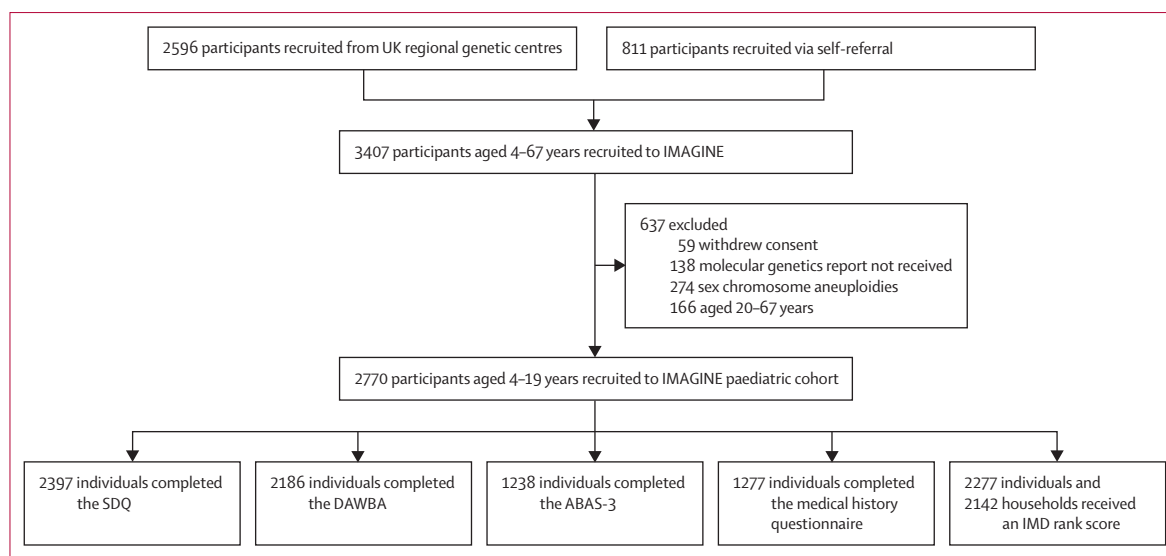 2596 participants recruited from UK regional genetic centres
811 participants recruited via self-referral
3407 participants aged 4–67 years recruited to IMAGINE
637 excluded
59 withdrew consent
138 molecular genetics report not received
274 sex chromosome aneuploidies
166 aged 20–67 years
2770 participants aged 4–19 years recruited to IMAGINE paediatric cohort
2397 individuals completed
the SDQ
2186 individuals completed
the DAWBA
1238 individuals completed
the ABAS-3
1277 individuals completed
the medical history
questionnaire
2277 individuals and
2142 households received
an IMD rank score